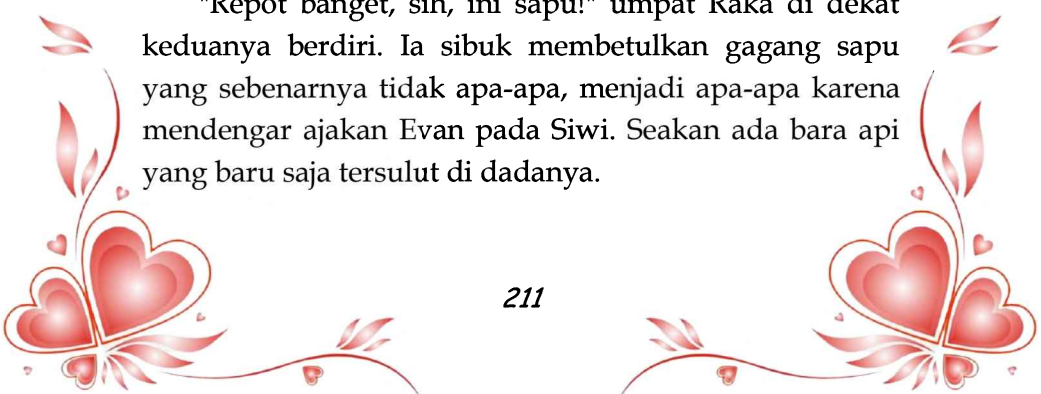 "Repot banget, sih, ini sapu!" umpat Raka di dekat
keduanya berdiri. Ia sibuk membetulkan gagang sapu
yang sebenarnya tidak apa-apa, menjadi apa-apa karena
mendengar ajakan Evan pada Siwi. Seakan ada bara api
yang baru saja tersulut di dadanya.
211